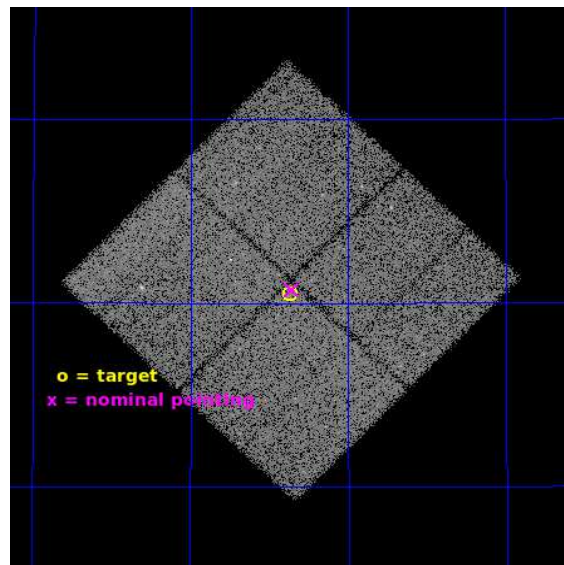 o = target
x = nominal pointing